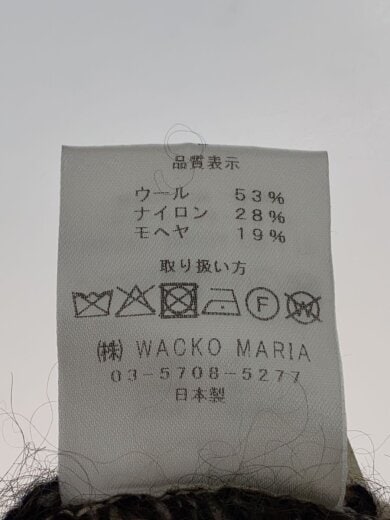 品質表示
ウール 53%
ナイロン 28%
モヘヤ 19%
取り扱い方
F W
㈱ WACKO MARIA
03-5708-5277
日本製